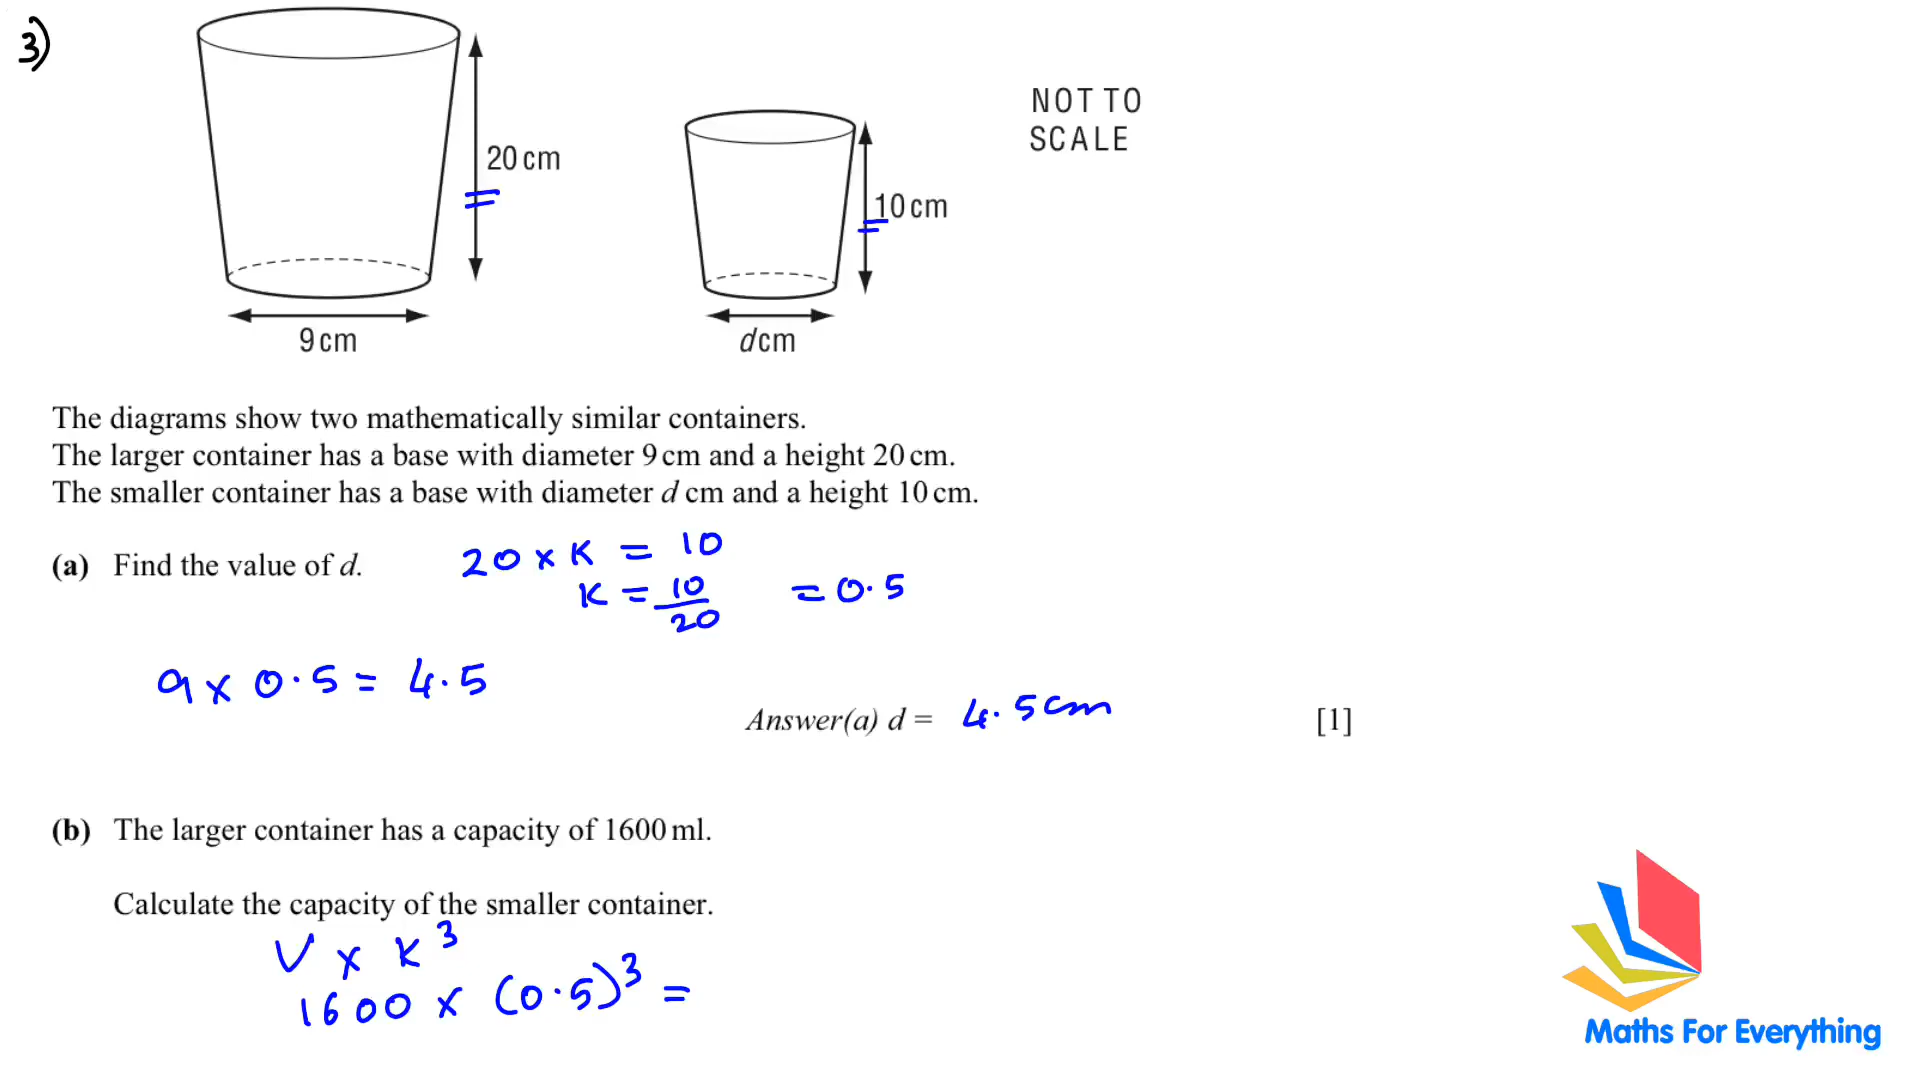 3)
20 cm
10 cm
NOT TO
SCALE
9 cm
d cm
The diagrams show two mathematically similar containers.
The larger container has a base with diameter 9 cm and a height 20 cm.
The smaller container has a base with diameter d cm and a height 10 cm.
(a) Find the value of d.
20 x K = 10
K = 10/20 = 0.5
9 x 0.5 = 4.5
Answer(a) d = 4.5cm [1]
(b) The larger container has a capacity of 1600 ml.
Calculate the capacity of the smaller container.
V x K³
1600 x (0.5)³ =
Maths For Everything